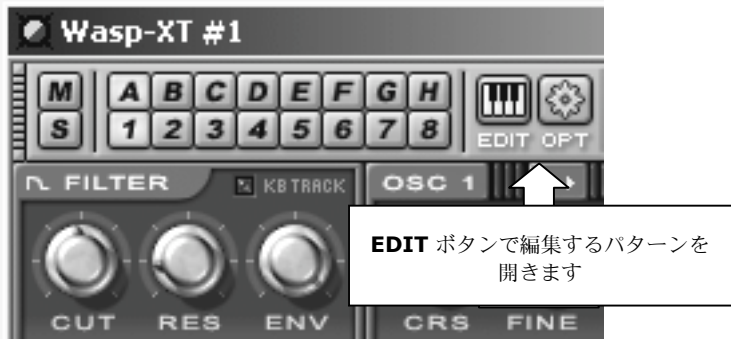 Wasp-XT #1
M A B C D E F G H
S 1 2 3 4 5 6 7 8
EDIT OPT
FILTER KB TRACK OSC 1
EDIT ボタンで編集するパターンを
開きます
CUT RES ENV CRS FINE